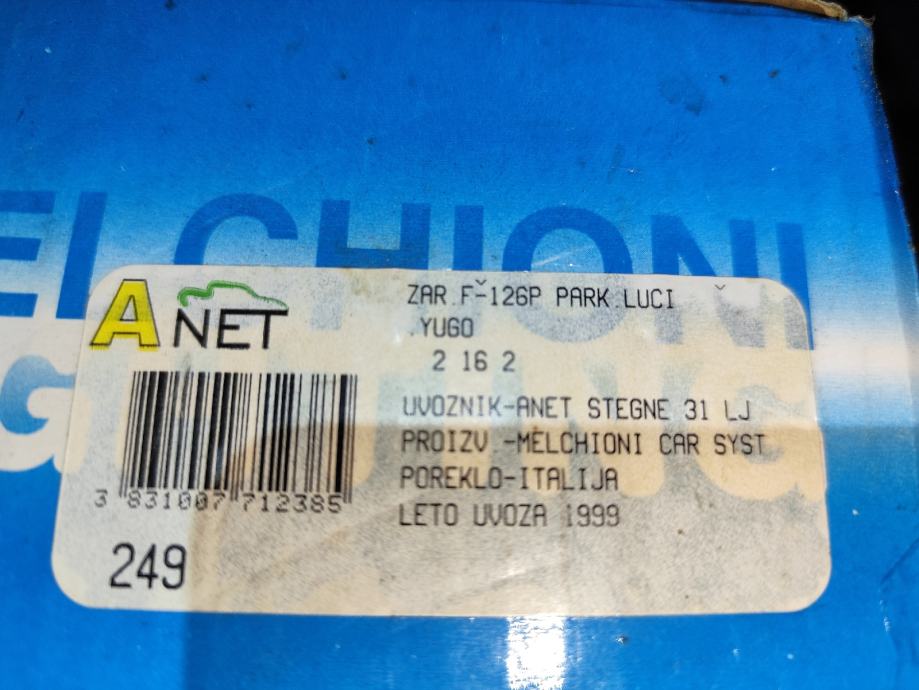 ELCHIONI
A NET
ZAR.F-126P PARK.LUCI
.YUGO
2 16 2
UVOZNIK-ANET STEGNE 31 LJ
PROIZV -MELCHIONI CAR SYST
POREKLO-ITALIJA
LETO UVOZA 1999
3 831007 712385
249